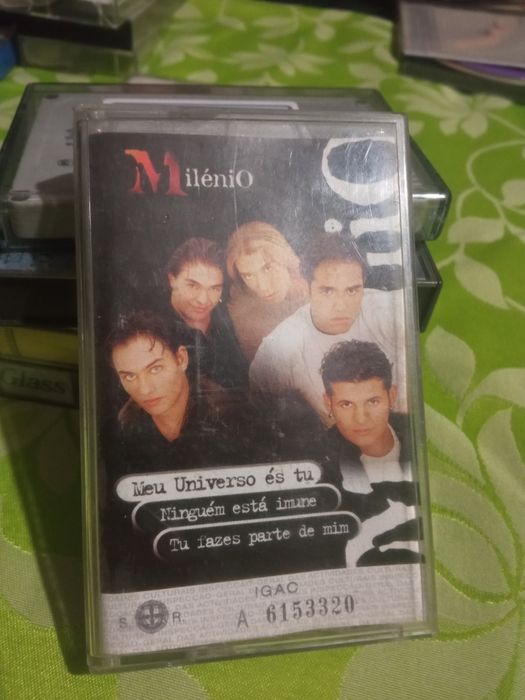 MiléniO
Meu Universo és tu
Ninguém está imune
Tu fazes parte de mim
IGAC
S R. A 6153320
Glass